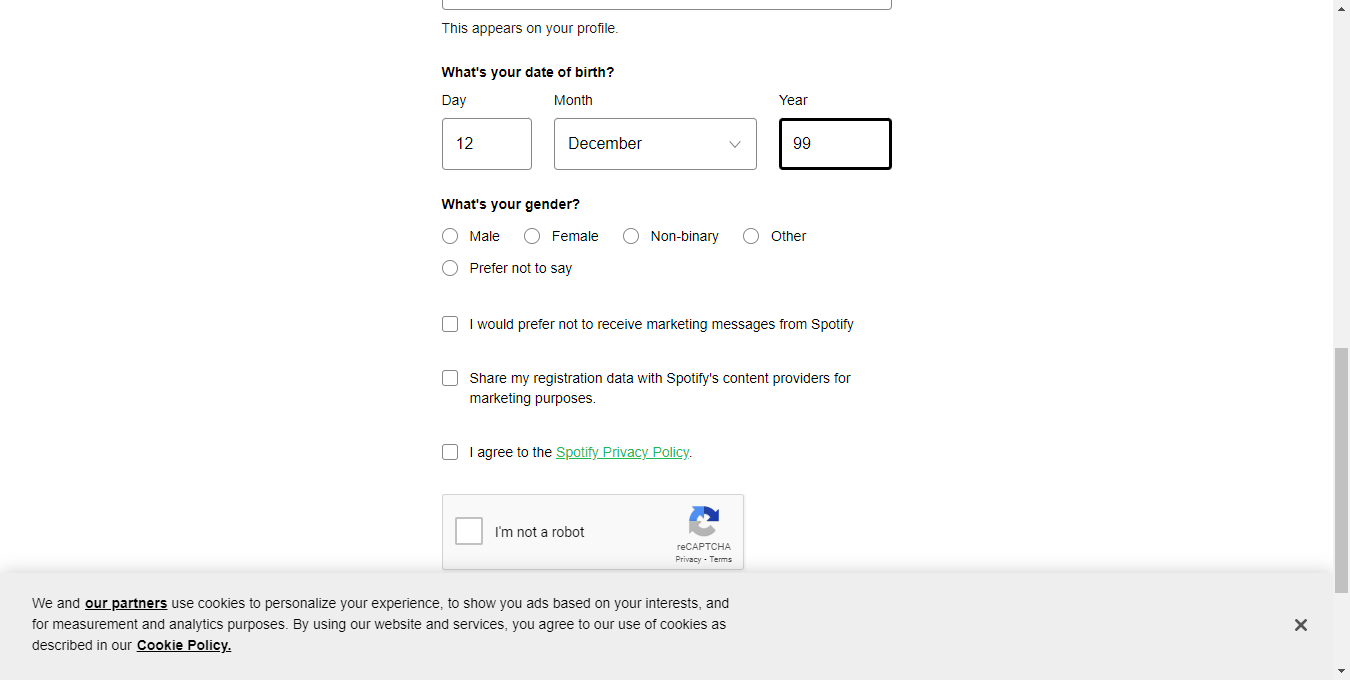 This appears on your profile.
What's your date of birth?
Day Month Year
12 December 99
What's your gender?
Male Female Non-binary Other
Prefer not to say
I would prefer not to receive marketing messages from Spotify
Share my registration data with Spotify's content providers for
marketing purposes.
I agree to the Spotify Privacy Policy.
I'm not a robot
reCAPTCHA
Privacy - Terms
We and our partners use cookies to personalize your experience, to show you ads based on your interests, and
for measurement and analytics purposes. By using our website and services, you agree to our use of cookies as
described in our Cookie Policy.